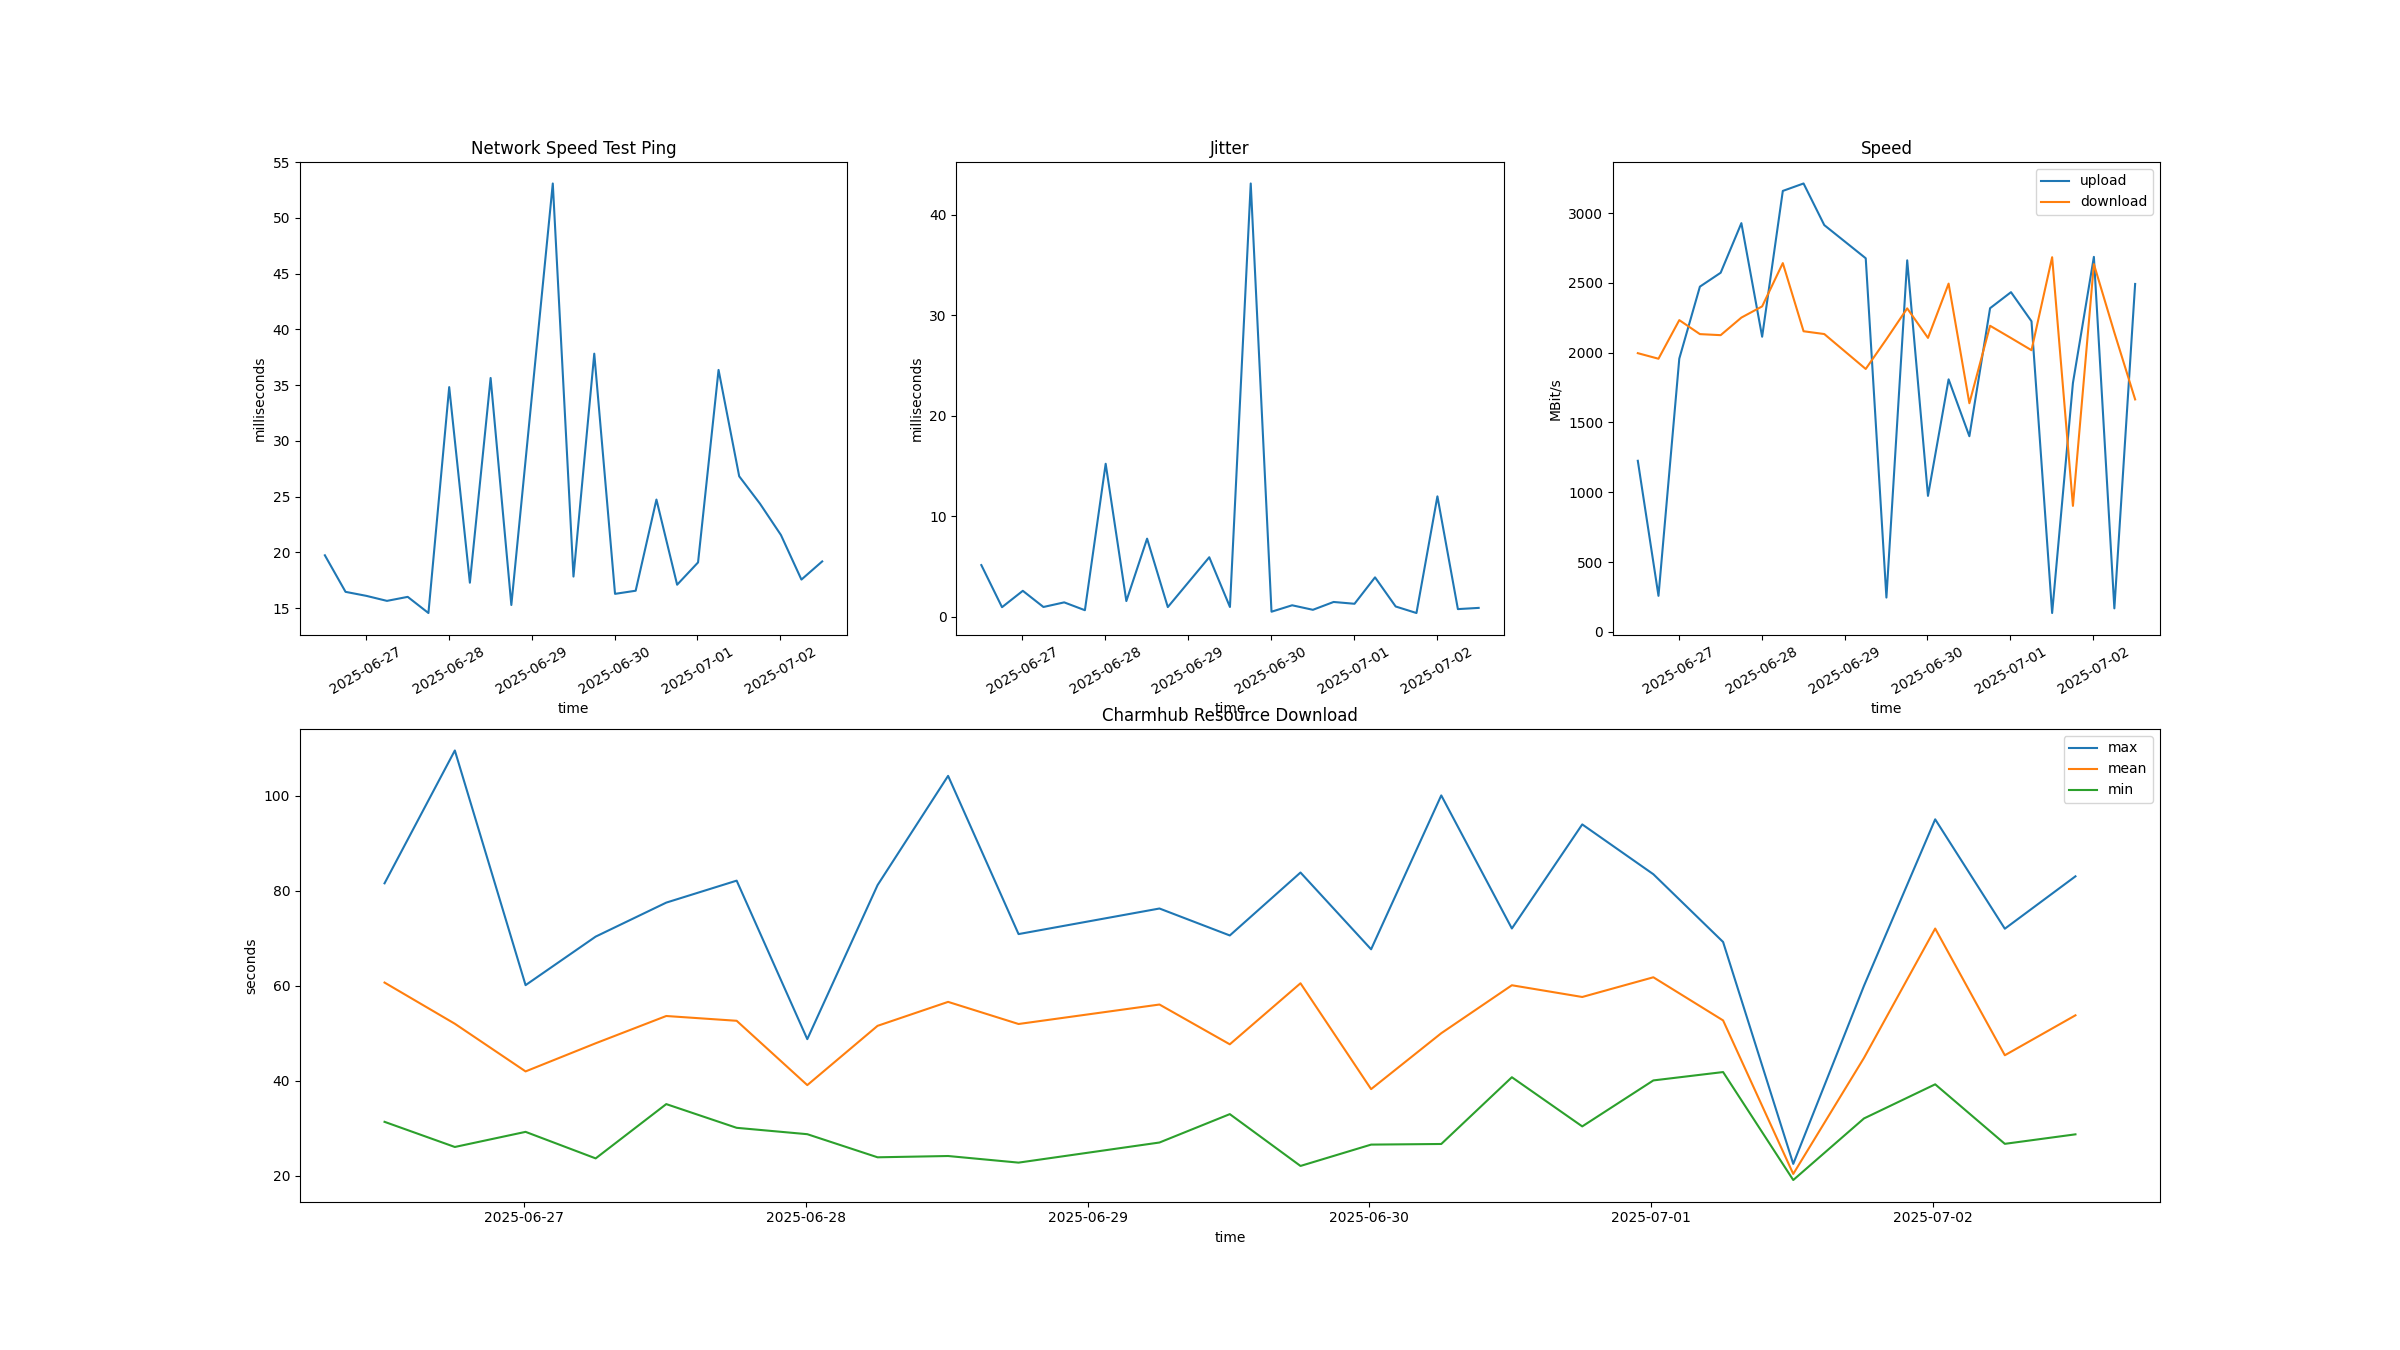 Network Speed Test Ping
55
50
45
40
35
30
25
20
15
milliseconds
2025-06-27
2025-06-28
2025-06-29
2025-06-30
2025-07-01
2025-07-02
time
Jitter
40
30
20
10
0
milliseconds
2025-06-27
2025-06-28
2025-06-29
2025-06-30
2025-07-01
2025-07-02
time
Speed
upload
download
3000
2500
2000
1500
1000
500
0
MBit/s
2025-06-27
2025-06-28
2025-06-29
2025-06-30
2025-07-01
2025-07-02
time
Charmhub Resource Download
max
mean
min
100
80
60
40
20
seconds
2025-06-27
2025-06-28
2025-06-29
2025-06-30
2025-07-01
2025-07-02
time